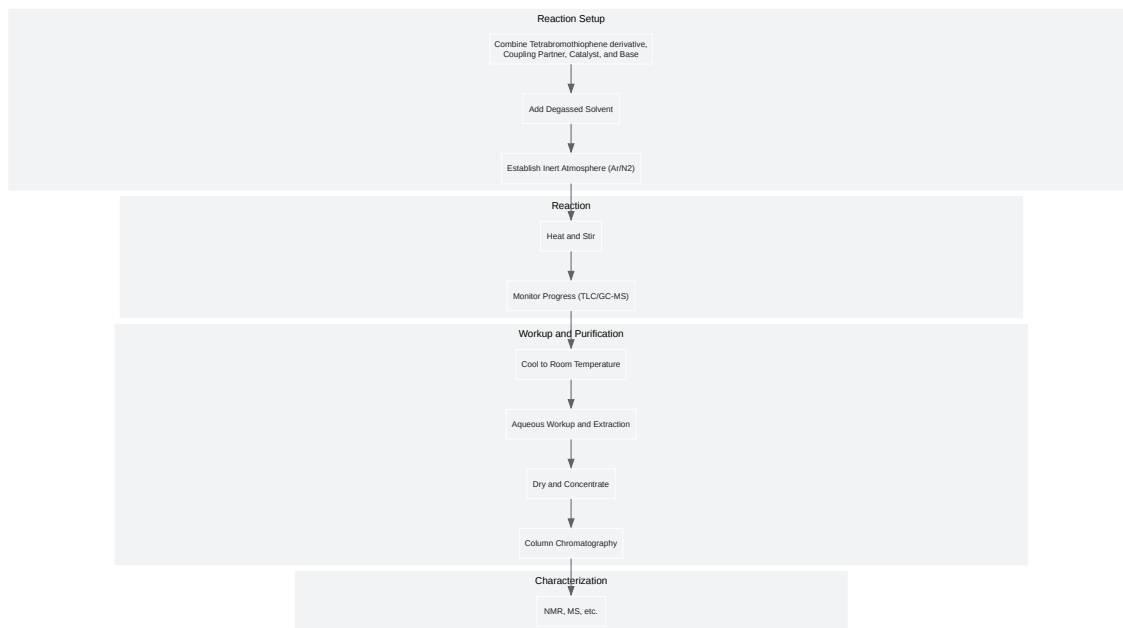 Reaction Setup
Combine Tetrabromothiophene derivative,
Coupling Partner, Catalyst, and Base
Add Degassed Solvent
Establish Inert Atmosphere (Ar/N2)
Reaction
Heat and Stir
Monitor Progress (TLC/GC-MS)
Workup and Purification
Cool to Room Temperature
Aqueous Workup and Extraction
Dry and Concentrate
Column Chromatography
Characterization
NMR, MS, etc.